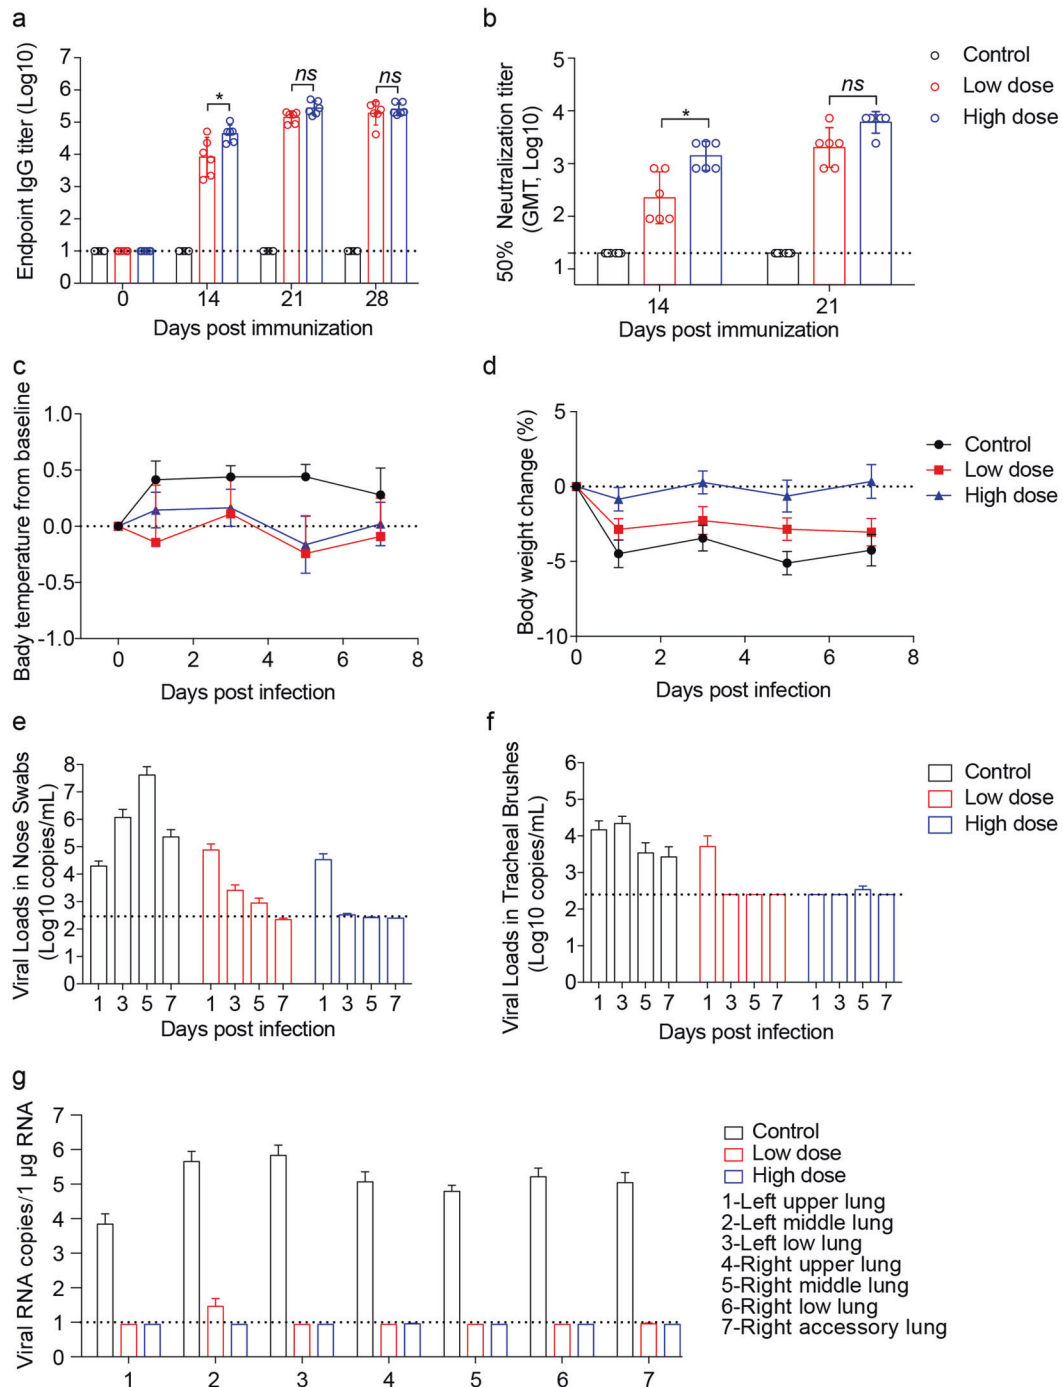 a
Endpoint IgG titer (Log10)
7
6
5
4
3
2
1
0
*
ns
ns
0
14
21
28
Days post immunization
b
50% Neutralization titer
(GMT, Log10)
5
4
3
2
1
*
ns
14
21
Days post immunization
Control
Low dose
High dose
c
Bady temperature from baseline
1.0
0.5
0.0
-0.5
-1.0
0 2 4 6 8
Days post infection
d
Body weight change (%)
5
0
-5
-10
0 2 4 6 8
Days post infection
Control
Low dose
High dose
e
Viral Loads in Nose Swabs
(Log10 copies/mL)
8
7
6
5
4
3
2
1
0
1 3 5 7 1 3 5 7 1 3 5 7
Days post infection
f
Viral Loads in Tracheal Brushes
(Log10 copies/mL)
6
5
4
3
2
1
0
1 3 5 7 1 3 5 7 1 3 5 7
Days post infection
Control
Low dose
High dose
g
Viral RNA copies/1 µg RNA
7
6
5
4
3
2
1
0
1 2 3 4 5 6 7
Control
Low dose
High dose
1-Left upper lung
2-Left middle lung
3-Left low lung
4-Right upper lung
5-Right middle lung
6-Right low lung
7-Right accessory lung